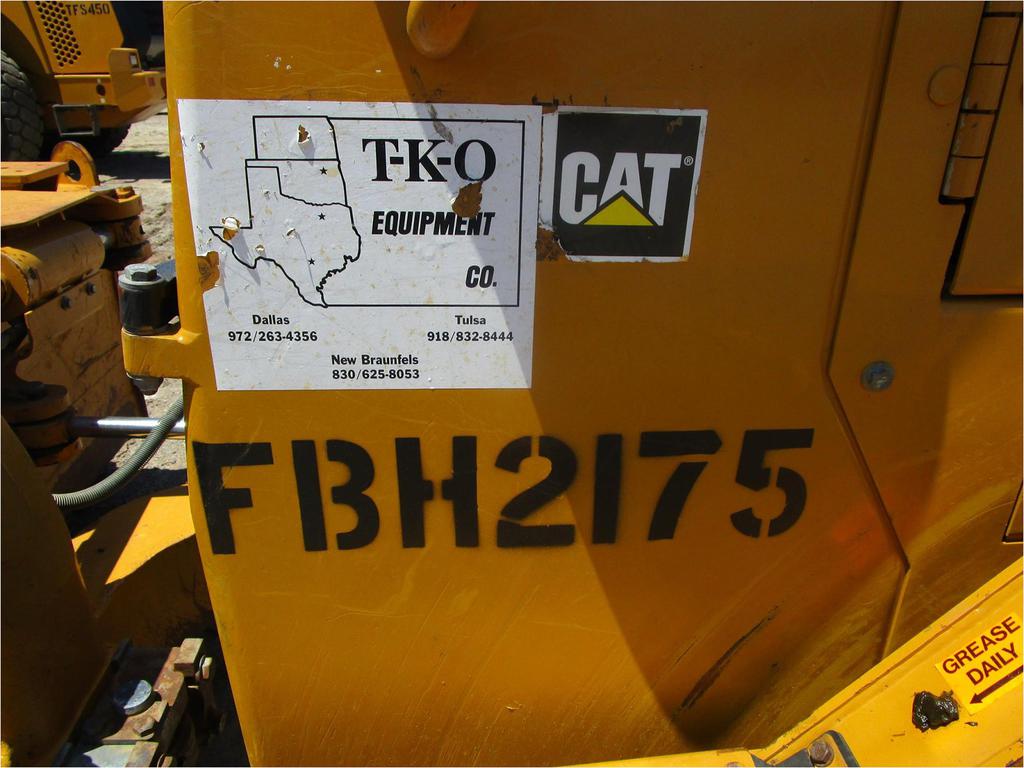 TFS450
T-K-O
EQUIPMENT
CO.
CAT®
Dallas
972/263-4356
Tulsa
918/832-8444
New Braunfels
830/625-8053
FBH2175
GREASE
DAILY